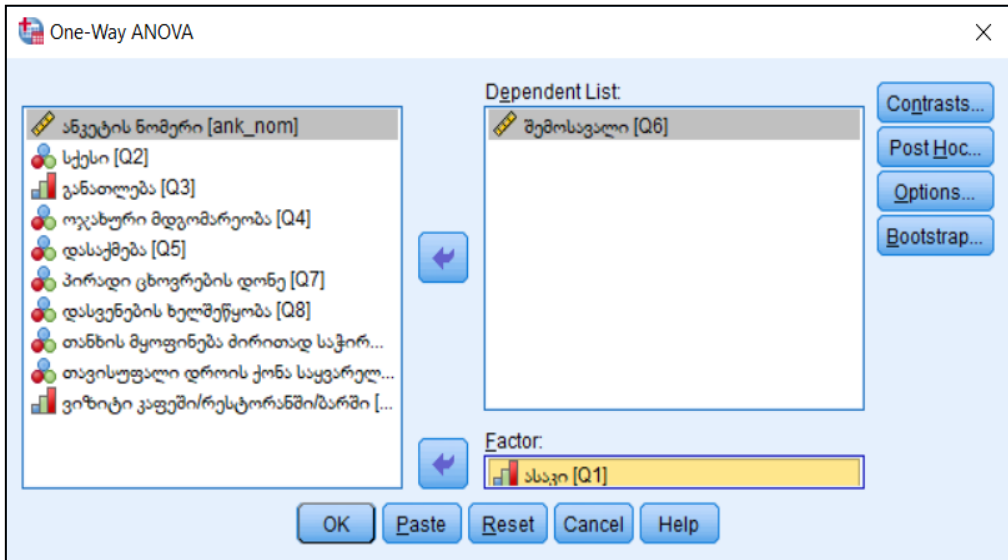 One-Way ANOVA
ანკეტის ნომერი [ank_nom]
სქესი [Q2]
განათლება [Q3]
ოჯახური მდგომარეობა [Q4]
დასაქმება [Q5]
პირადი ცხოვრების დონე [Q7]
დასვენების ხელშეწყობა [Q8]
თანხის მყოფინება ძირითად საჭირ...
თავისუფალი დროის ქონა საყვარელ...
ვიზიტი კაფეში/რესტორანში/ბარში [...
Dependent List:
შემოსავალი [Q6]
Factor:
ასაკი [Q1]
Contrasts...
Post Hoc...
Options...
Bootstrap...
OK Paste Reset Cancel Help